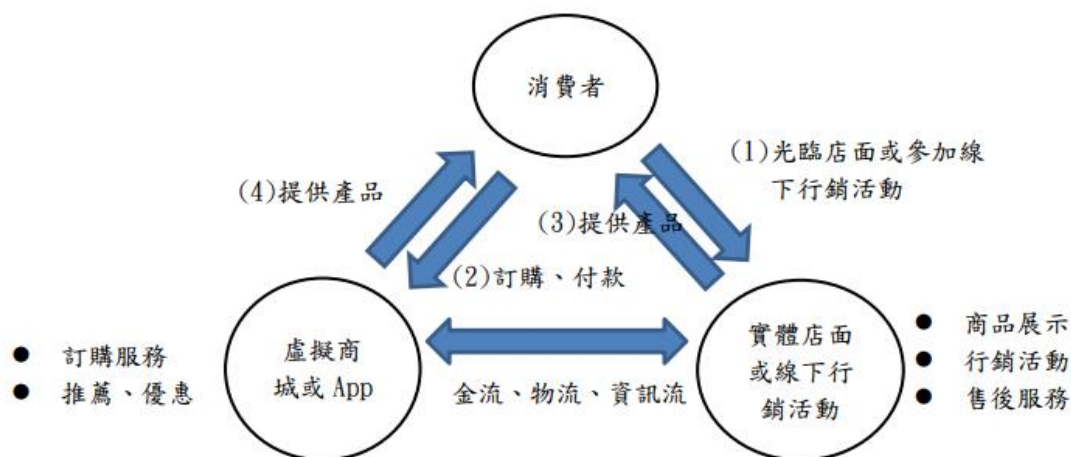 消費者
(1)光臨店面或參加線
下行銷活動
(4)提供產品
(3)提供產品
(2)訂購、付款
● 訂購服務
● 推薦、優惠
虛擬商
城或 App
金流、物流、資訊流
實體店面
或線下行
銷活動
● 商品展示
● 行銷活動
● 售後服務